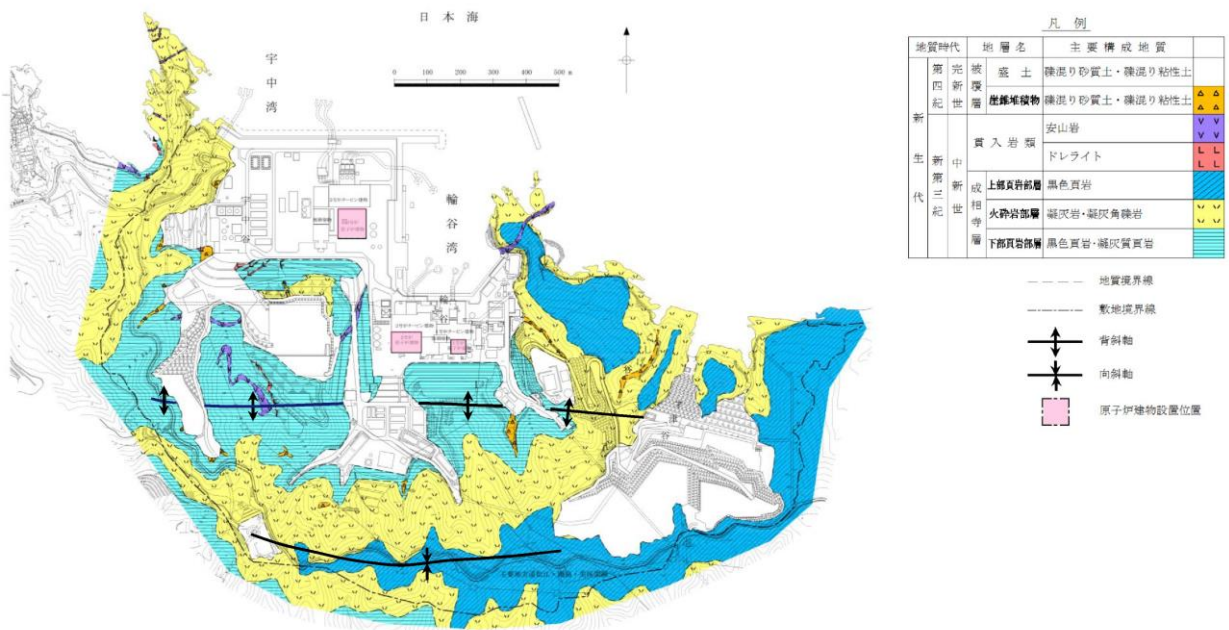 日本海
宇中湾
0 100 200 300 400 500 m
輪谷湾
凡例
地質時代 地層名 主要構成地質
新生代
第四紀 完新世 被覆層 盛土 礫混り砂質土・礫混り粘性土
崖錐堆積物 礫混り砂質土・礫混り粘性土
新第三紀 中新世 貫入岩類 安山岩
ドレライト
成相寺層 上部頁岩部層 黒色頁岩
火砕岩部層 凝灰岩・凝灰角礫岩
下部頁岩部層 黒色頁岩・凝灰質頁岩
地質境界線
敷地境界線
背斜軸
向斜軸
原子炉建物設置位置